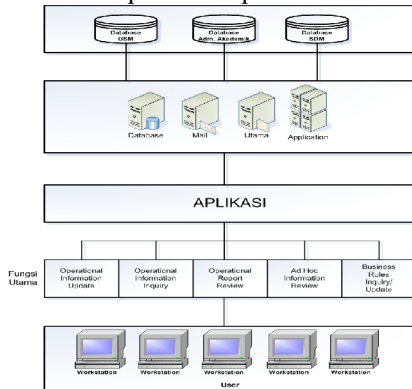 Database
USM
Database
Adm. Akademik
Database
SDM
Database
Mail
Utama
Application
APLIKASI
Fungsi
Utama
Operational
Information
Update
Operational
Information
Inquiry
Operational
Report
Review
Ad Hoc
Information
Review
Business
Rules
Inquiry/
Update
Workstation
Workstation
Workstation
Workstation
Workstation
User